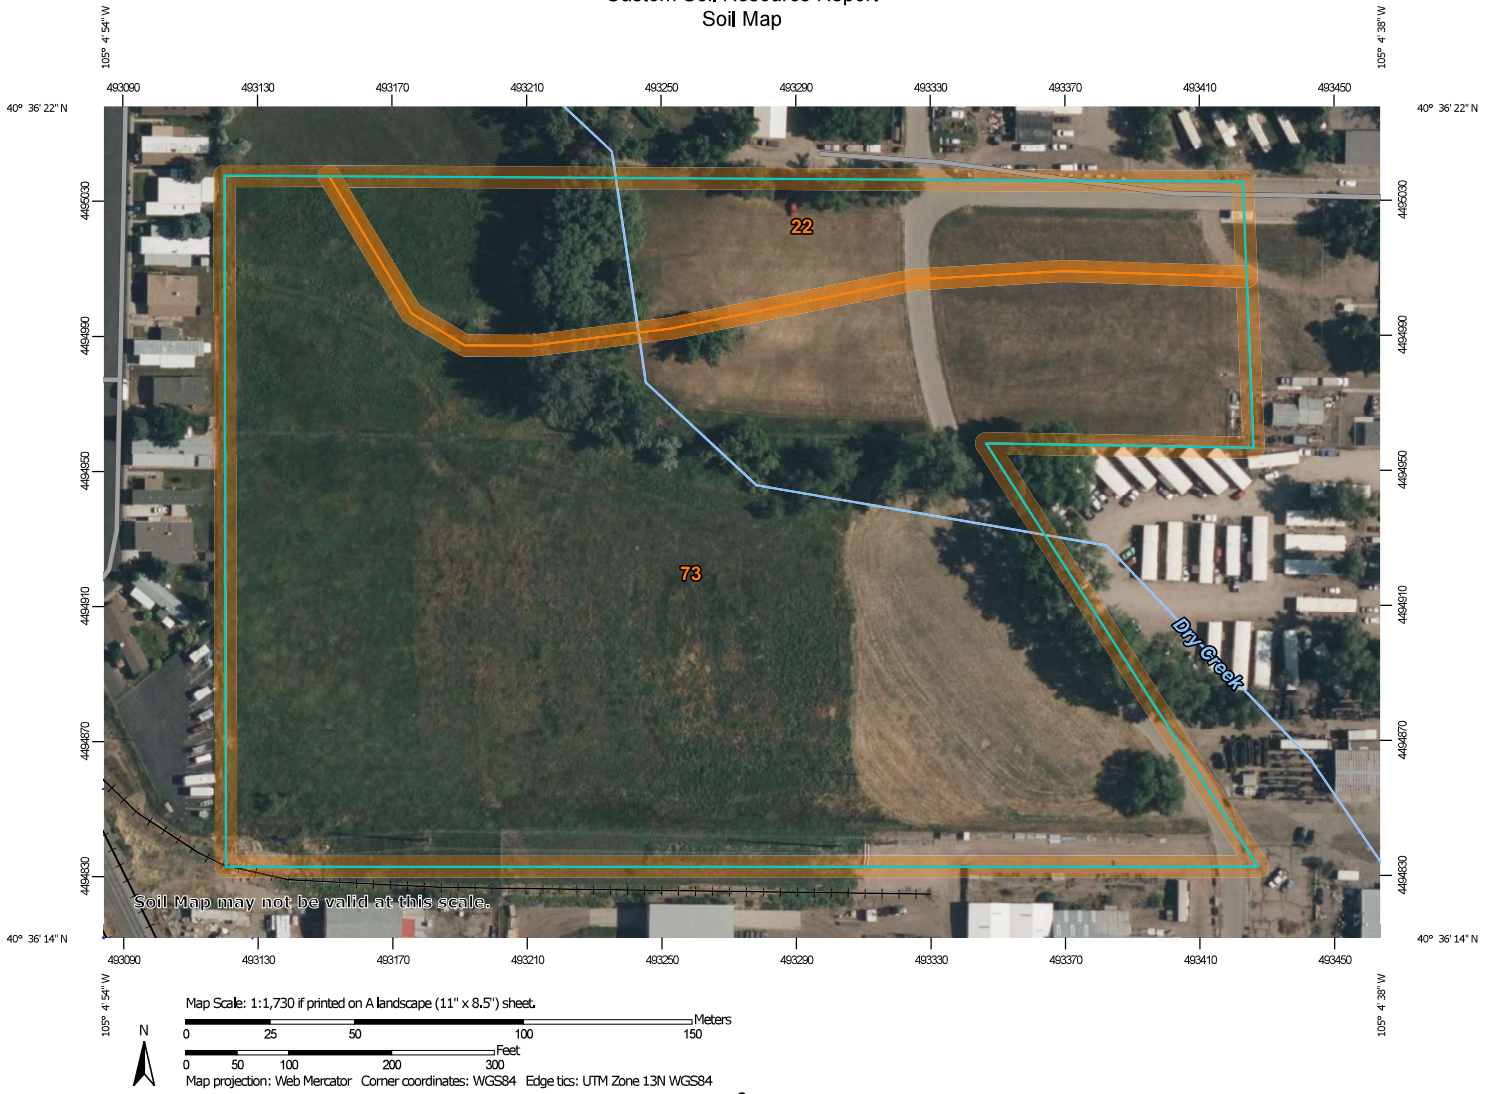 Custom Soil Resource Report
Soil Map
105° 4' 54'' W
105° 4' 38'' W
493090 493130 493170 493210 493250 493290 493330 493370 493410 493450
40° 36' 22'' N
40° 36' 22'' N
4495030
4495030
22
4494990
4494990
4494950
4494950
73
4494910
4494910
Dry Creek
4494870
4494870
4494830
4494830
Soil Map may not be valid at this scale.
40° 36' 14'' N
40° 36' 14'' N
493090 493130 493170 493210 493250 493290 493330 493370 493410 493450
105° 4' 54'' W
105° 4' 38'' W
Map Scale: 1:1,730 if printed on A landscape (11" x 8.5") sheet.
N
Meters
0 25 50 100 150
Feet
0 50 100 200 300
Map projection: Web Mercator Corner coordinates: WGS84 Edge tics: UTM Zone 13N WGS84